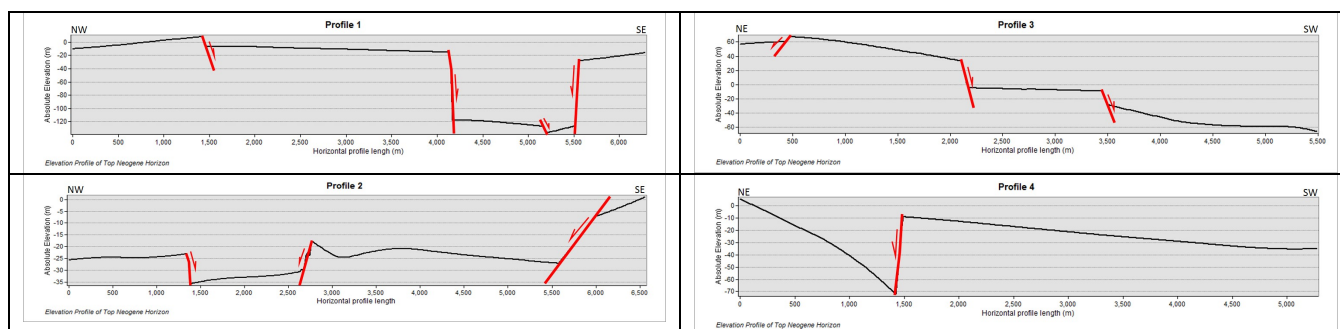 Profile 1
NW SE
0
-20
-40
-60
-80
-100
-120
Absolute Elevation (m)
0 500 1,000 1,500 2,000 2,500 3,000 3,500 4,000 4,500 5,000 5,500 6,000
Horizontal profile length (m)
Elevation Profile of Top Neogene Horizon
Profile 3
NE SW
60
40
20
0
-20
-40
-60
Absolute Elevation (m)
0 500 1,000 1,500 2,000 2,500 3,000 3,500 4,000 4,500 5,000 5,500
Horizontal profile length (m)
Elevation Profile of Top Neogene Horizon
Profile 2
NW SE
0
-5
-10
-15
-20
-25
-30
-35
Absolute Elevation (m)
0 500 1,000 1,500 2,000 2,500 3,000 3,500 4,000 4,500 5,000 5,500 6,000 6,500
Horizontal profile length
Elevation Profile of Top Neogene Horizon
Profile 4
NE SW
0
-10
-20
-30
-40
-50
-60
-70
Absolute Elevation (m)
0 500 1,000 1,500 2,000 2,500 3,000 3,500 4,000 4,500 5,000
Horizontal profile length (m)
Elevation Profile of Top Neogene Horizon